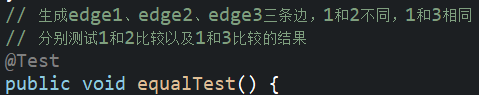 // 生成edge1、edge2、edge3三条边，1和2不同，1和3相同
// 分别测试1和2比较以及1和3比较的结果
@Test
public void equalTest() {